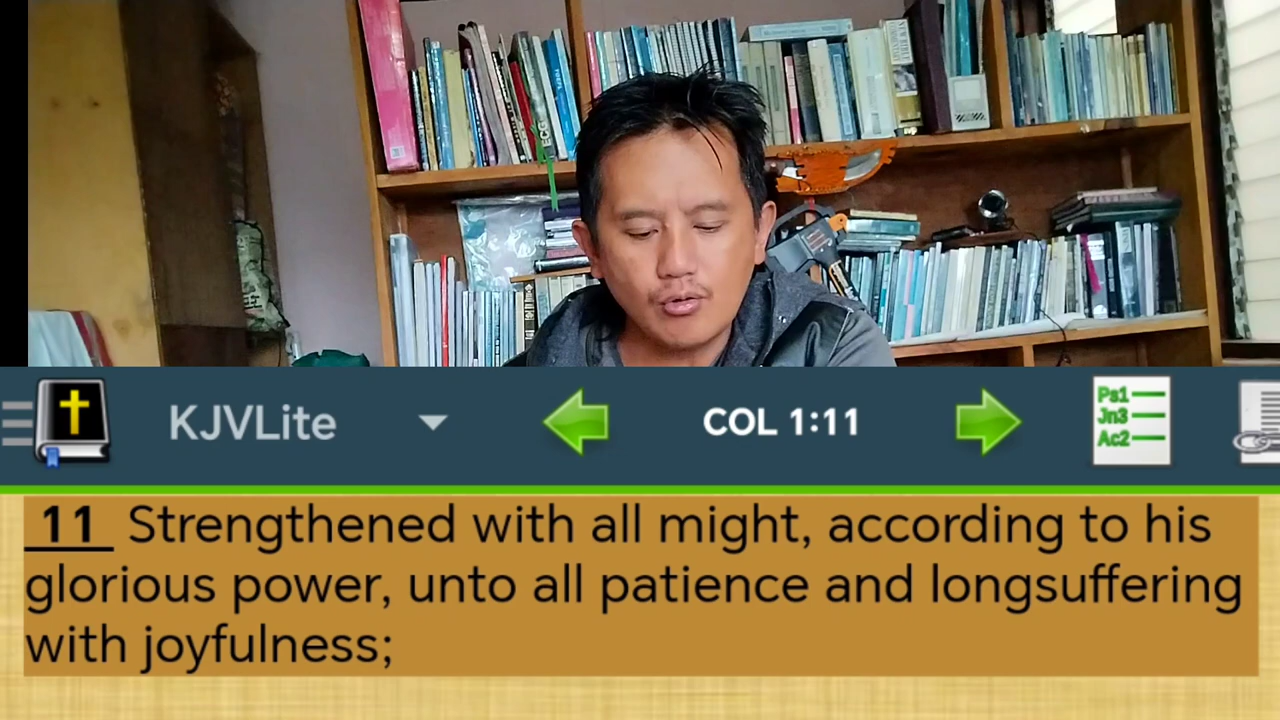 ECG
KJVLite
COL 1:11
Ps1
Jn3
Ac2
11 Strengthened with all might, according to his
glorious power, unto all patience and longsuffering
with joyfulness;